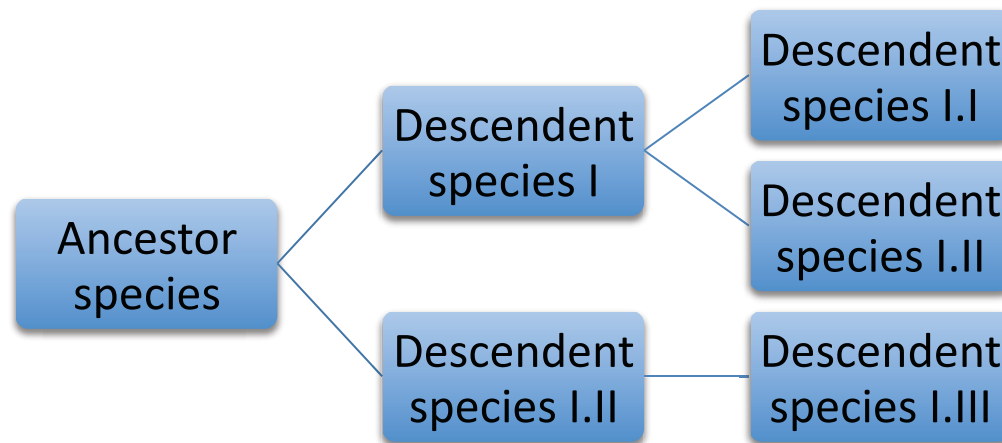 Ancestor
species
Descendent
species I
Descendent
species I.II
Descendent
species I.I
Descendent
species I.II
Descendent
species I.III